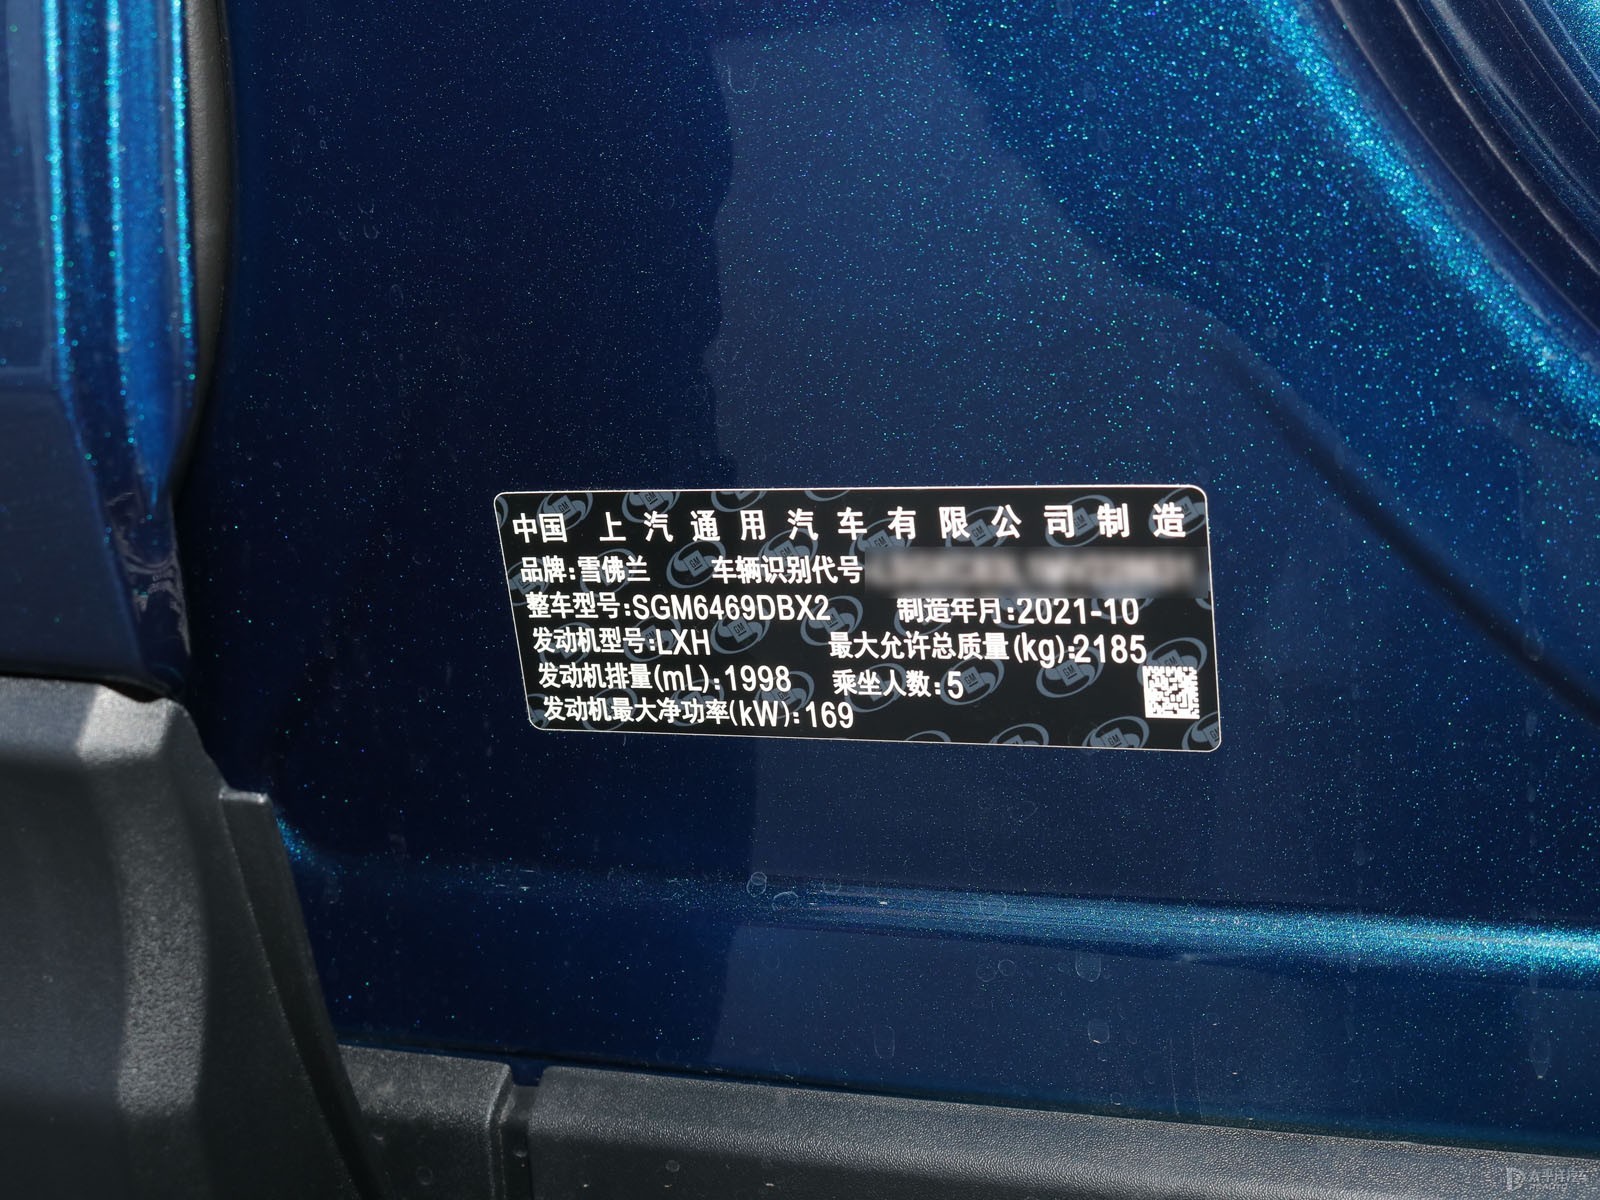 中国 上汽通用汽车有限公司制造
品牌:雪佛兰 车辆识别代号
整车型号:SGM6469DBX2 制造年月:2021-10
发动机型号:LXH 最大允许总质量(kg):2185
发动机排量(mL):1998 乘坐人数:5
发动机最大净功率(kW):169